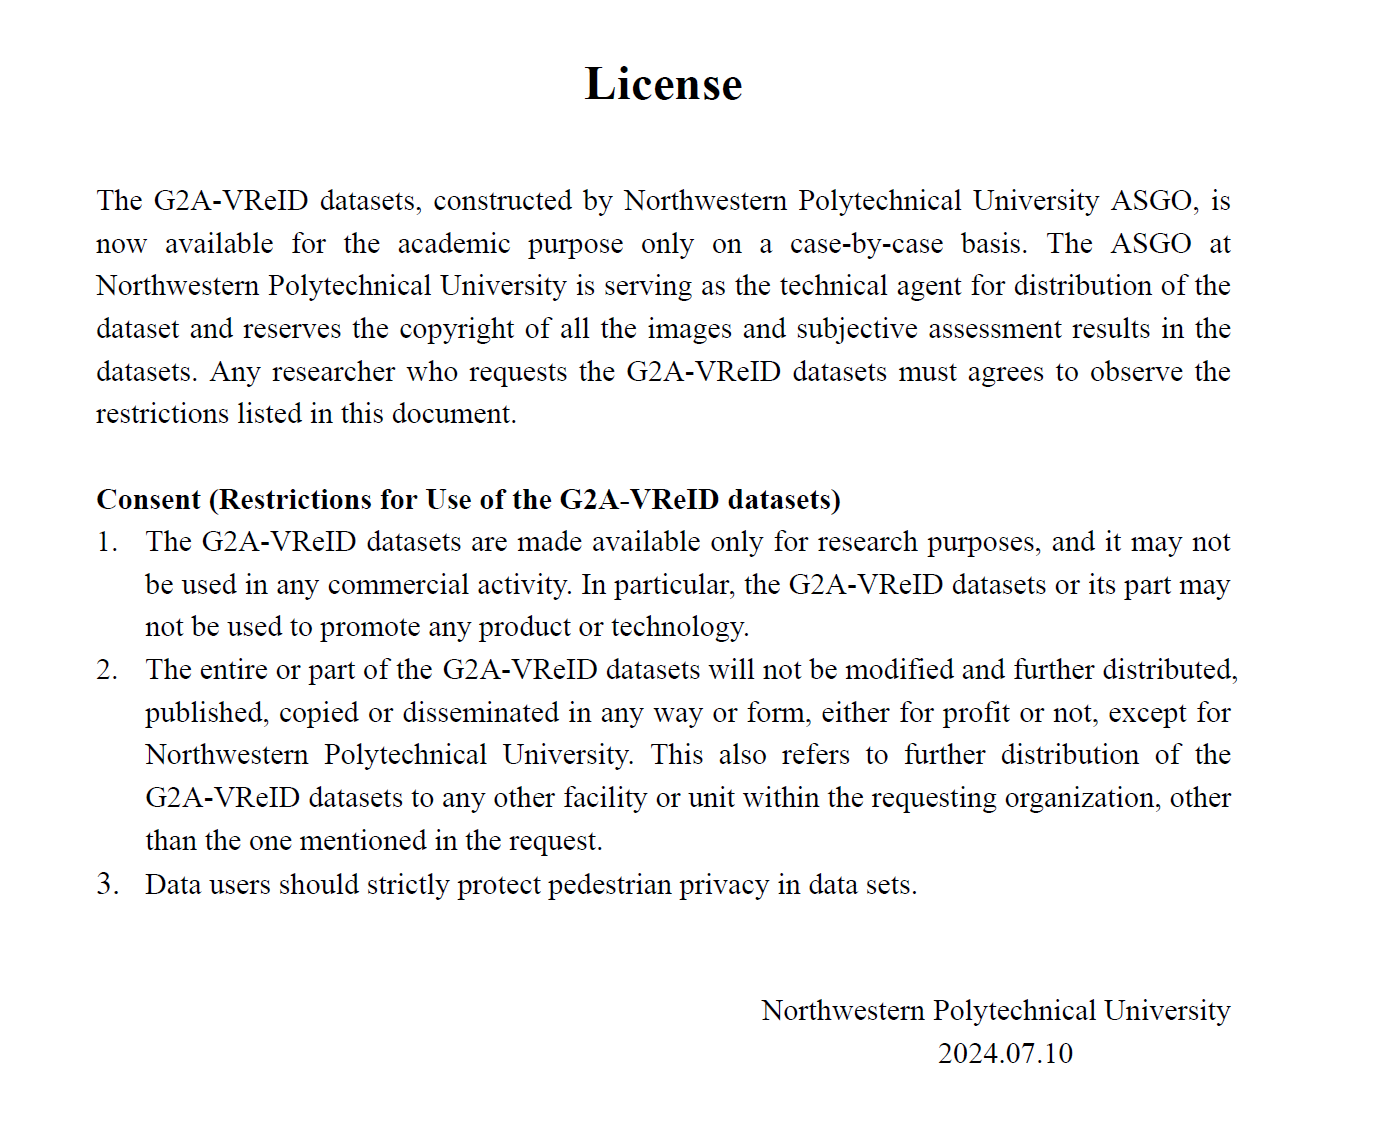 License
The G2A-VReID datasets, constructed by Northwestern Polytechnical University ASGO, is
now available for the academic purpose only on a case-by-case basis. The ASGO at
Northwestern Polytechnical University is serving as the technical agent for distribution of the
dataset and reserves the copyright of all the images and subjective assessment results in the
datasets. Any researcher who requests the G2A-VReID datasets must agrees to observe the
restrictions listed in this document.
Consent (Restrictions for Use of the G2A-VReID datasets)
1. The G2A-VReID datasets are made available only for research purposes, and it may not
be used in any commercial activity. In particular, the G2A-VReID datasets or its part may
not be used to promote any product or technology.
2. The entire or part of the G2A-VReID datasets will not be modified and further distributed,
published, copied or disseminated in any way or form, either for profit or not, except for
Northwestern Polytechnical University. This also refers to further distribution of the
G2A-VReID datasets to any other facility or unit within the requesting organization, other
than the one mentioned in the request.
3. Data users should strictly protect pedestrian privacy in data sets.
Northwestern Polytechnical University
2024.07.10